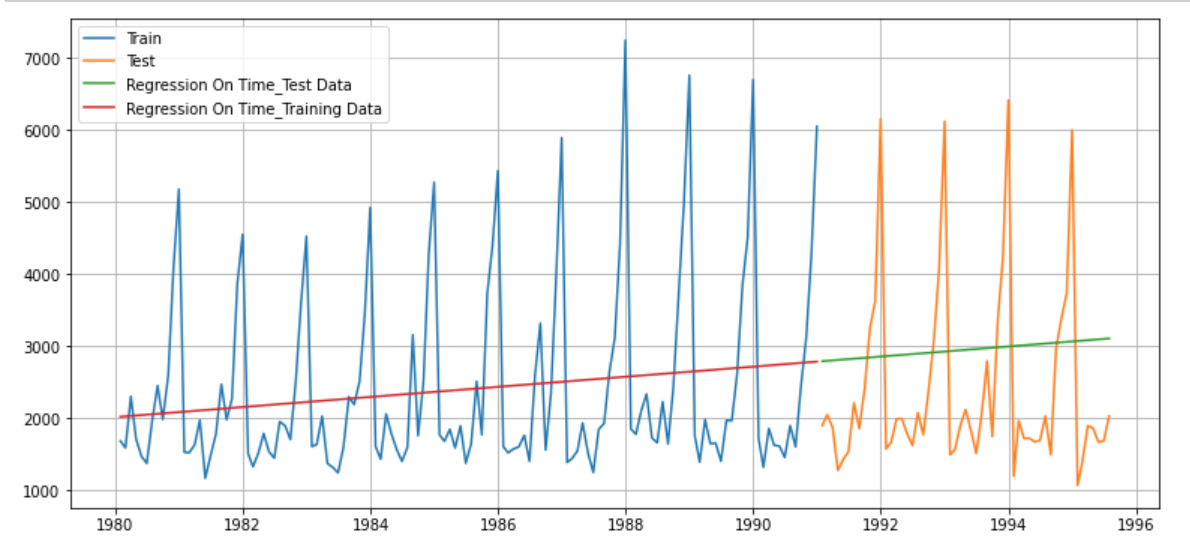 Train
Test
Regression On Time_Test Data
Regression On Time_Training Data
7000
6000
5000
4000
3000
2000
1000
1980 1982 1984 1986 1988 1990 1992 1994 1996